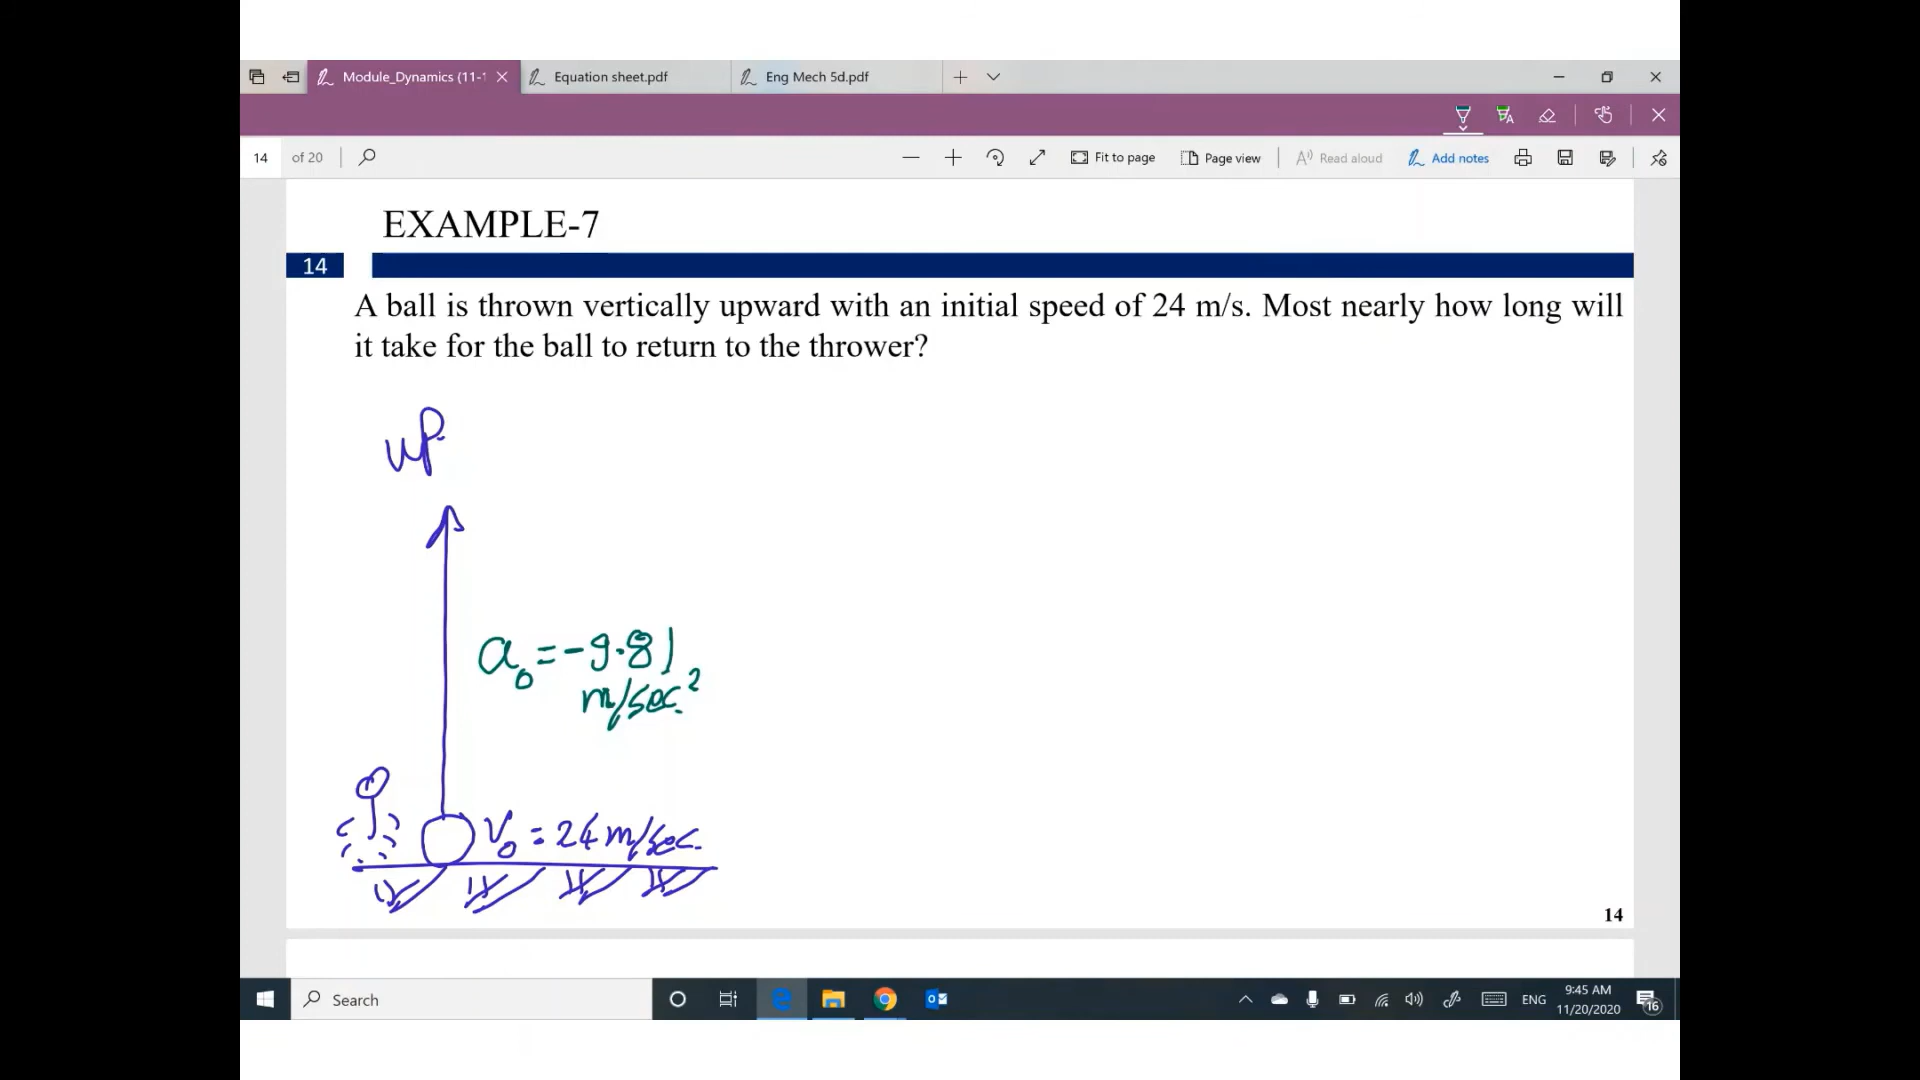 Module_Dynamics (11-1
Equation sheet.pdf
Eng Mech 5d.pdf
14 of 20
Fit to page
Page view
Read aloud
Add notes
EXAMPLE-7
14
A ball is thrown vertically upward with an initial speed of 24 m/s. Most nearly how long will
it take for the ball to return to the thrower?
UP
a₀ = -9.81
m/sec.²
V₀ = 24 m/sec.
14
Search
ENG
9:45 AM
11/20/2020
16